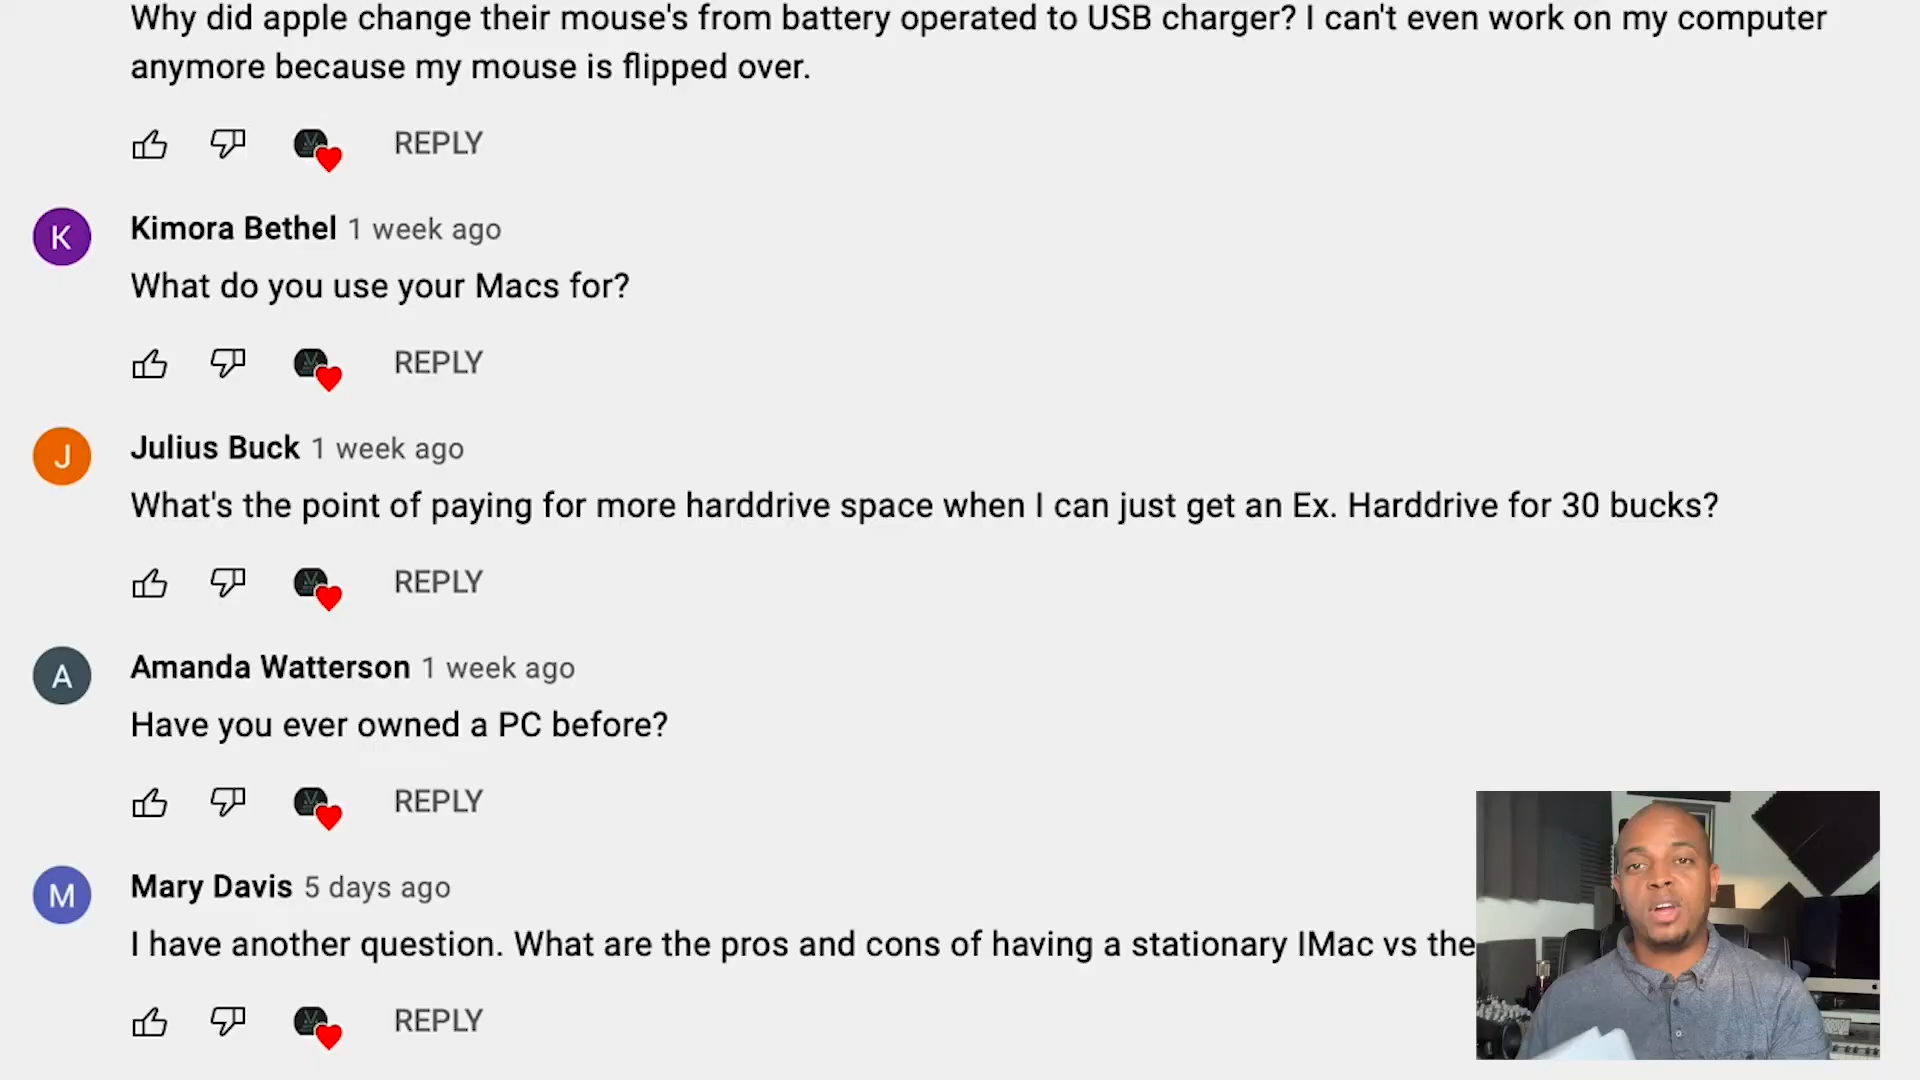 Why did apple change their mouse's from battery operated to USB charger? I can't even work on my computer
anymore because my mouse is flipped over.
REPLY
K
Kimora Bethel 1 week ago
What do you use your Macs for?
REPLY
J
Julius Buck 1 week ago
What's the point of paying for more harddrive space when I can just get an Ex. Harddrive for 30 bucks?
REPLY
A
Amanda Watterson 1 week ago
Have you ever owned a PC before?
REPLY
M
Mary Davis 5 days ago
I have another question. What are the pros and cons of having a stationary IMac vs the
REPLY